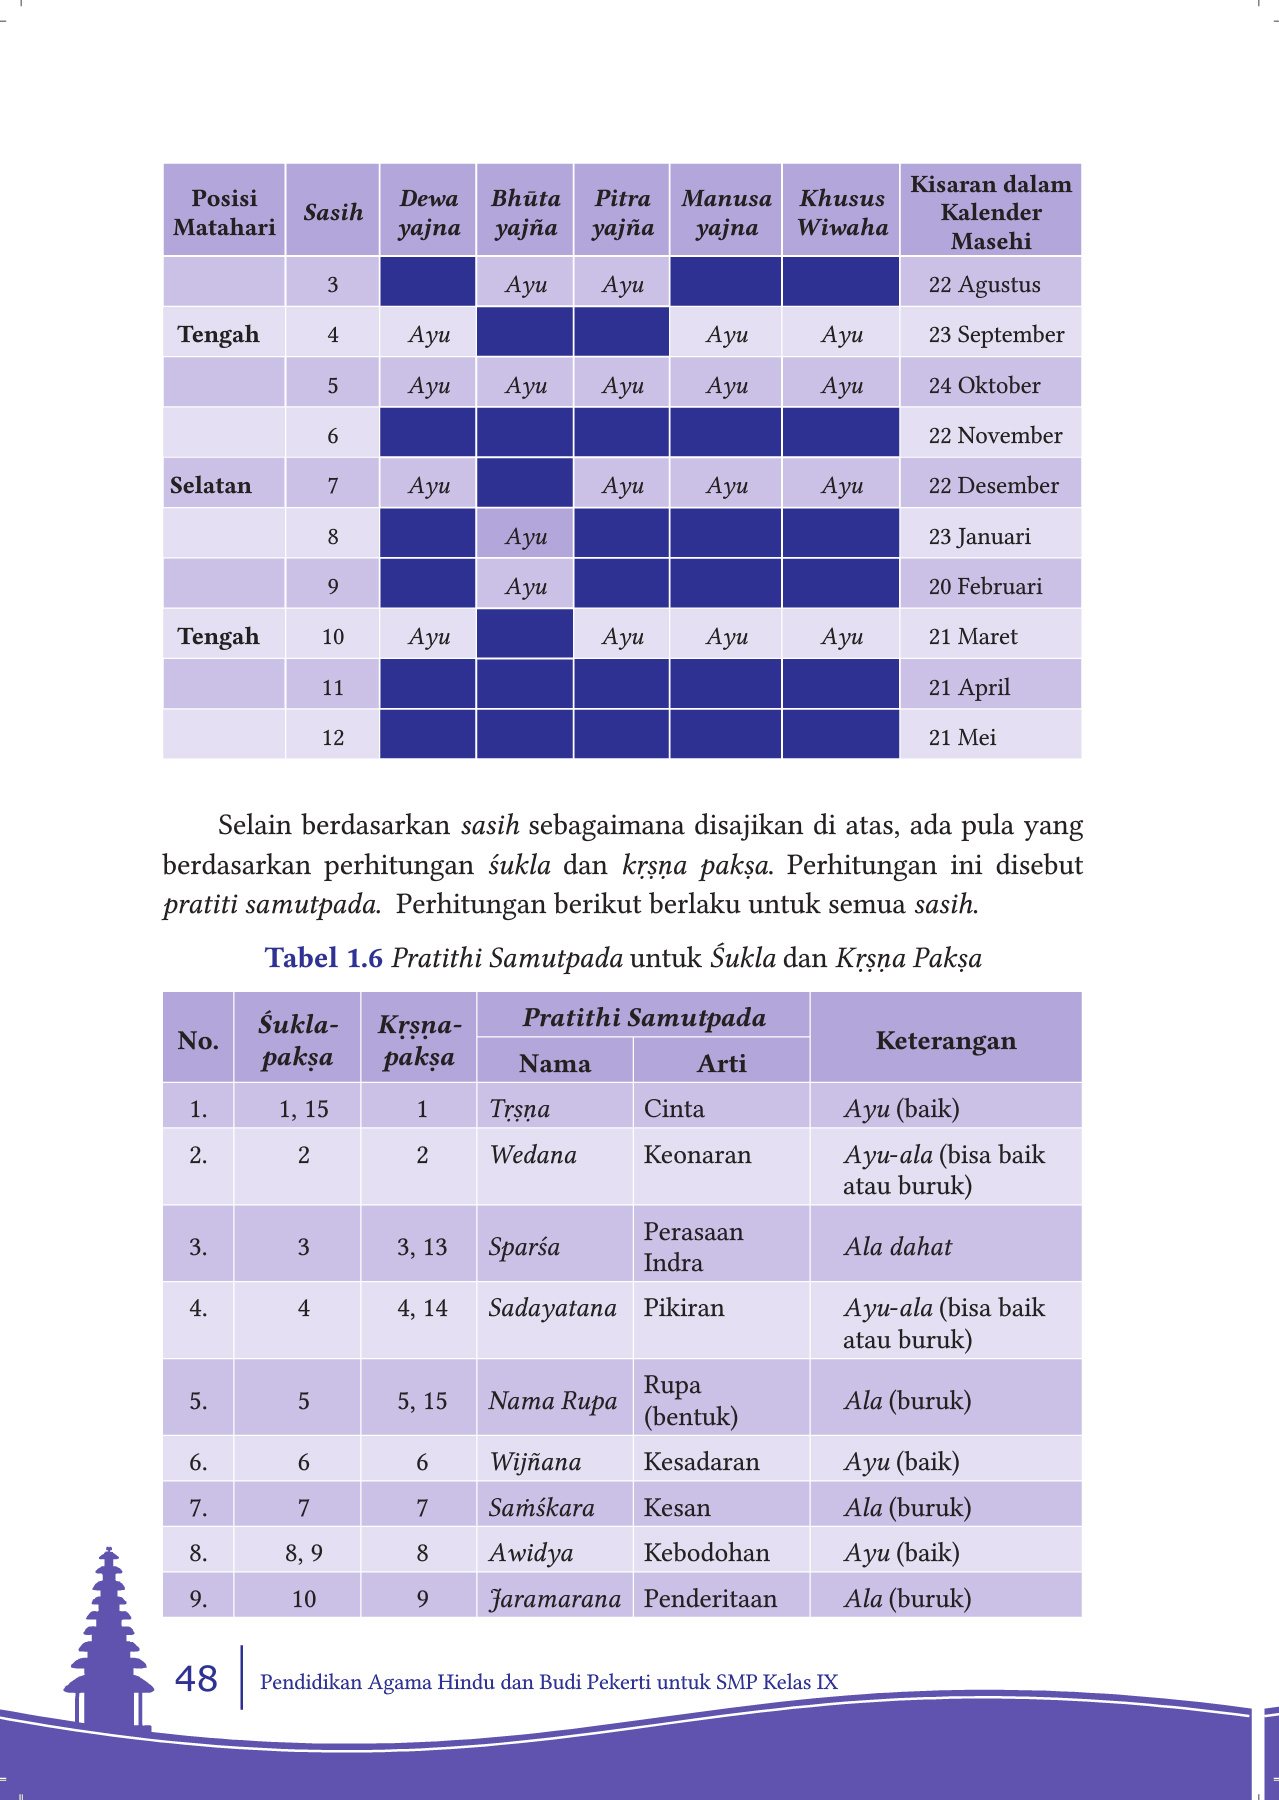 Posisi Matahari Sasih Dewa yajna Bhūta yajña Pitra yajña Manusa yajna Khusus Wiwaha Kisaran dalam Kalender Masehi
3 Ayu Ayu 22 Agustus
Tengah 4 Ayu Ayu Ayu 23 September
5 Ayu Ayu Ayu Ayu Ayu 24 Oktober
6 22 November
Selatan 7 Ayu Ayu Ayu Ayu 22 Desember
8 Ayu 23 Januari
9 Ayu 20 Februari
Tengah 10 Ayu Ayu Ayu Ayu 21 Maret
11 21 April
12 21 Mei
Selain berdasarkan sasih sebagaimana disajikan di atas, ada pula yang
berdasarkan perhitungan śukla dan kṛṣṇa pakṣa. Perhitungan ini disebut
pratiti samutpada. Perhitungan berikut berlaku untuk semua sasih.
Tabel 1.6 Pratithi Samutpada untuk Śukla dan Kṛṣṇa Pakṣa
No. Śukla-pakṣa Kṛṣṇa-pakṣa Pratithi Samutpada Keterangan
Nama Arti
1. 1, 15 1 Tṛṣṇa Cinta Ayu (baik)
2. 2 2 Wedana Keonaran Ayu-ala (bisa baik atau buruk)
3. 3 3, 13 Sparśa Perasaan Indra Ala dahat
4. 4 4, 14 Sadayatana Pikiran Ayu-ala (bisa baik atau buruk)
5. 5 5, 15 Nama Rupa Rupa (bentuk) Ala (buruk)
6. 6 6 Wijñana Kesadaran Ayu (baik)
7. 7 7 Saṁśkara Kesan Ala (buruk)
8. 8, 9 8 Awidya Kebodohan Ayu (baik)
9. 10 9 Jaramarana Penderitaan Ala (buruk)
48 Pendidikan Agama Hindu dan Budi Pekerti untuk SMP Kelas IX